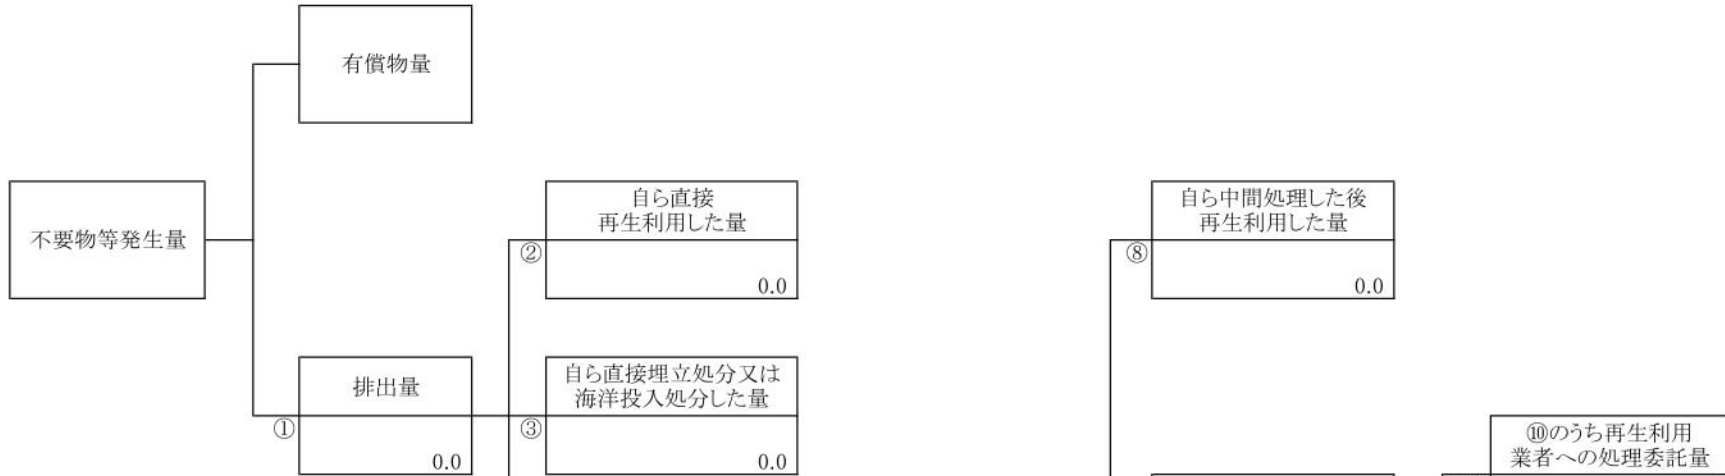 有償物量
不要物等発生量
自ら直接
再生利用した量
②
0.0
自ら中間処理した後
再生利用した量
⑧
0.0
排出量
①
0.0
自ら直接埋立処分又は
海洋投入処分した量
③
0.0
⑩のうち再生利用
業者への処理委託量